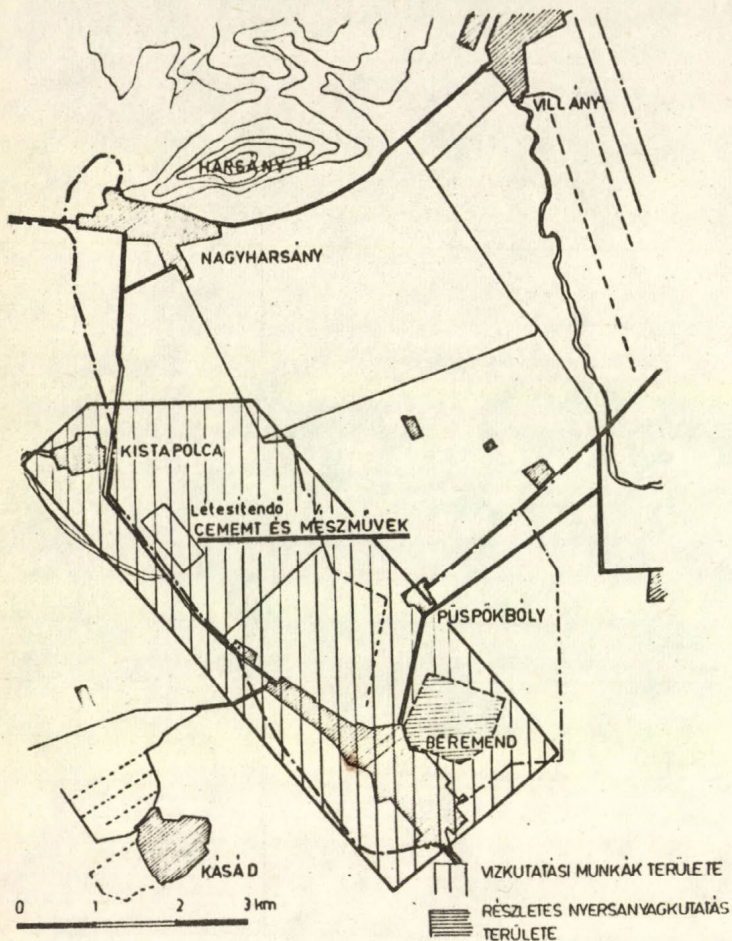 VILLÁNY
HARSÁNY H.
NAGYHARSÁNY
KISTAPOLCA
Létesítendő
CEMEMT ÉS MÉSZMŰVEK
PÜSPÖKBÓLY
BEREMEND
KÁSÁD
VIZKUTATÁSI MUNKÁK TERÜLETE
0 1 2 3 km
RÉSZLETES NYERSANYAGKUTATÁS
TERÜLETE